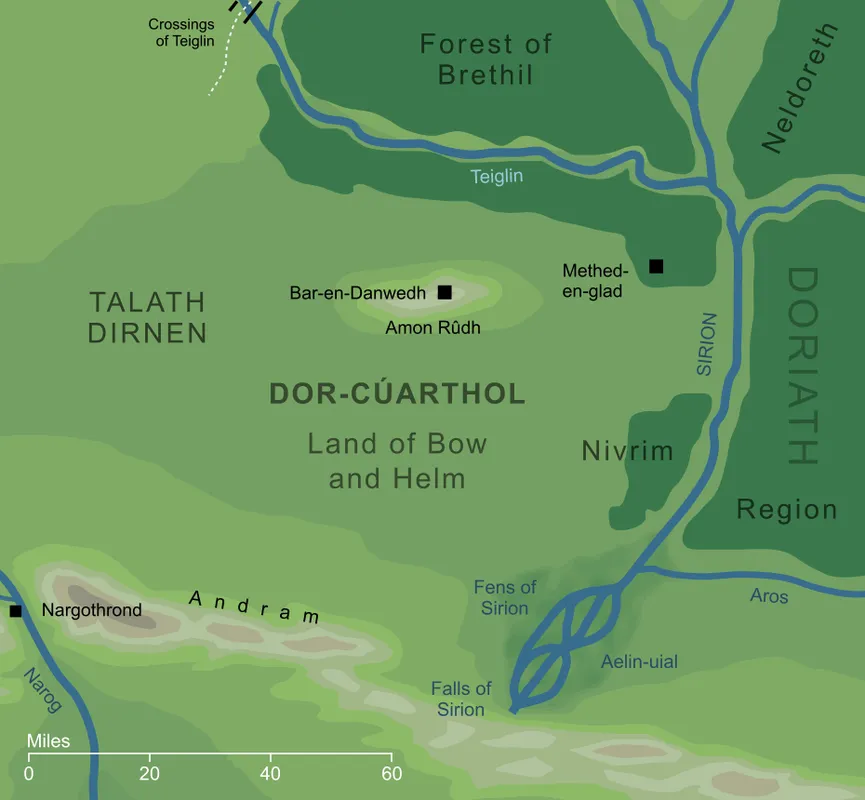 Crossings
of Teiglin
Forest of
Brethil
Neldoreth
Teiglin
Methed-
en-glad
Bar-en-Danwedh
Amon Rûdh
TALATH
DIRNEN
DORIATH
SIRION
DOR-CÚARTHOL
Land of Bow
and Helm
Nivrim
Region
Fens of
Sirion
Aros
Andram
Nargothrond
Aelin-uial
Narog
Falls of
Sirion
Miles
0 20 40 60